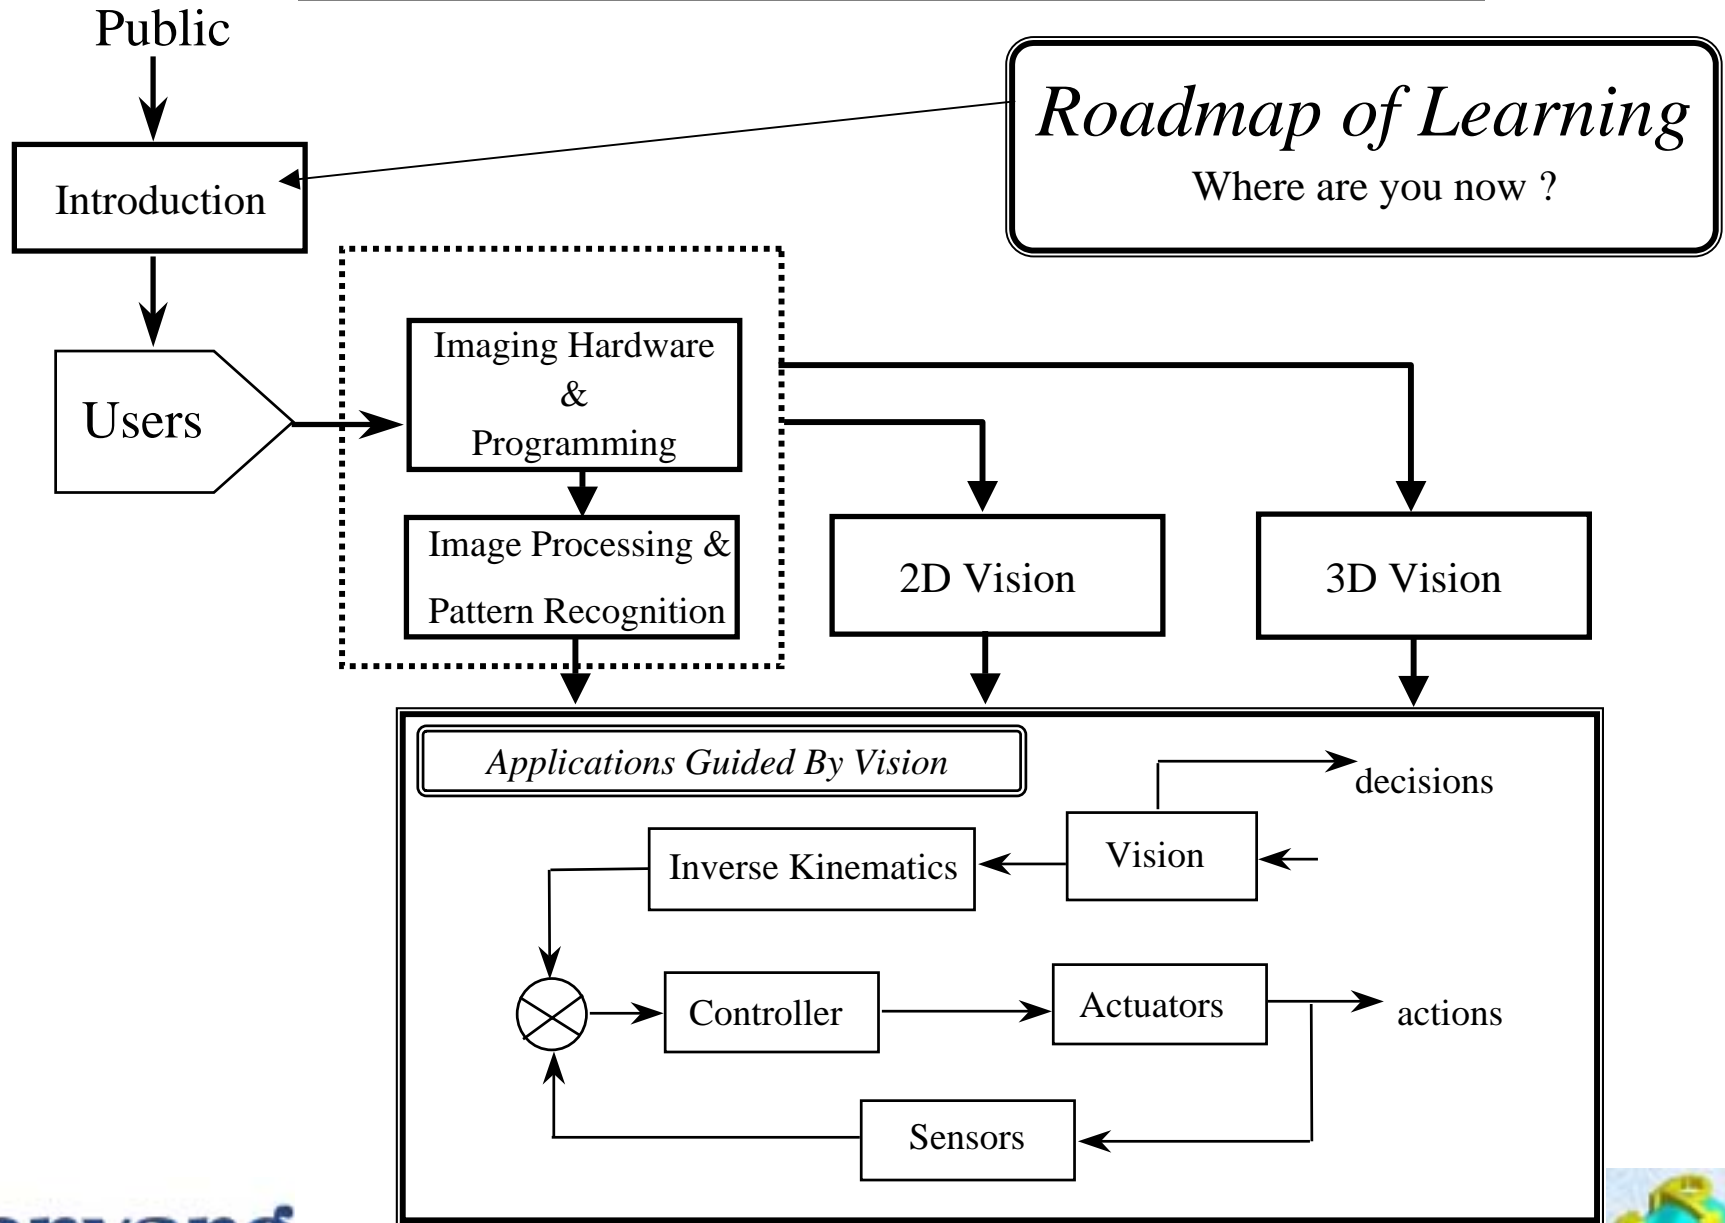 Public
Roadmap of Learning
Where are you now ?
Introduction
Users
Imaging Hardware
&
Programming
Image Processing &
Pattern Recognition
2D Vision
3D Vision
Applications Guided By Vision
decisions
Inverse Kinematics
Vision
Controller
Actuators
actions
Sensors